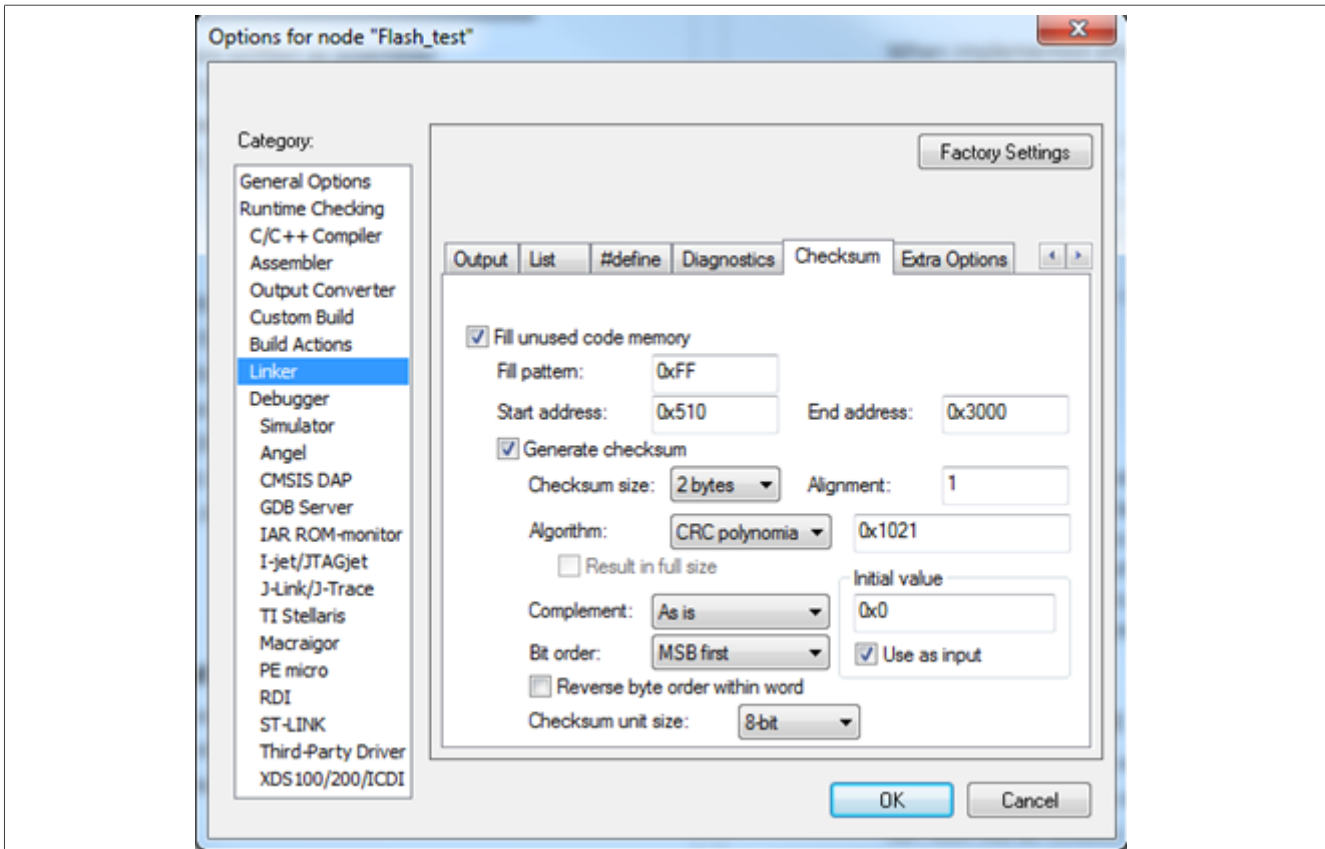 Options for node "Flash_test"
Category:
Factory Settings
General Options
Runtime Checking
C/C++ Compiler
Assembler
Output Converter
Custom Build
Build Actions
Linker
Debugger
Simulator
Angel
CMSIS DAP
GDB Server
IAR ROM-monitor
I-jet/JTAGjet
J-Link/J-Trace
TI Stellaris
Macraigor
PE micro
RDI
ST-LINK
Third-Party Driver
XDS100/200/ICDI
Output List #define Diagnostics Checksum Extra Options
Fill unused code memory
Fill pattern: 0xFF
Start address: 0x510 End address: 0x3000
Generate checksum
Checksum size: 2 bytes Alignment: 1
Algorithm: CRC polynomia 0x1021
Result in full size
Initial value
Complement: As is 0x0
Bit order: MSB first Use as input
Reverse byte order within word
Checksum unit size: 8-bit
OK Cancel